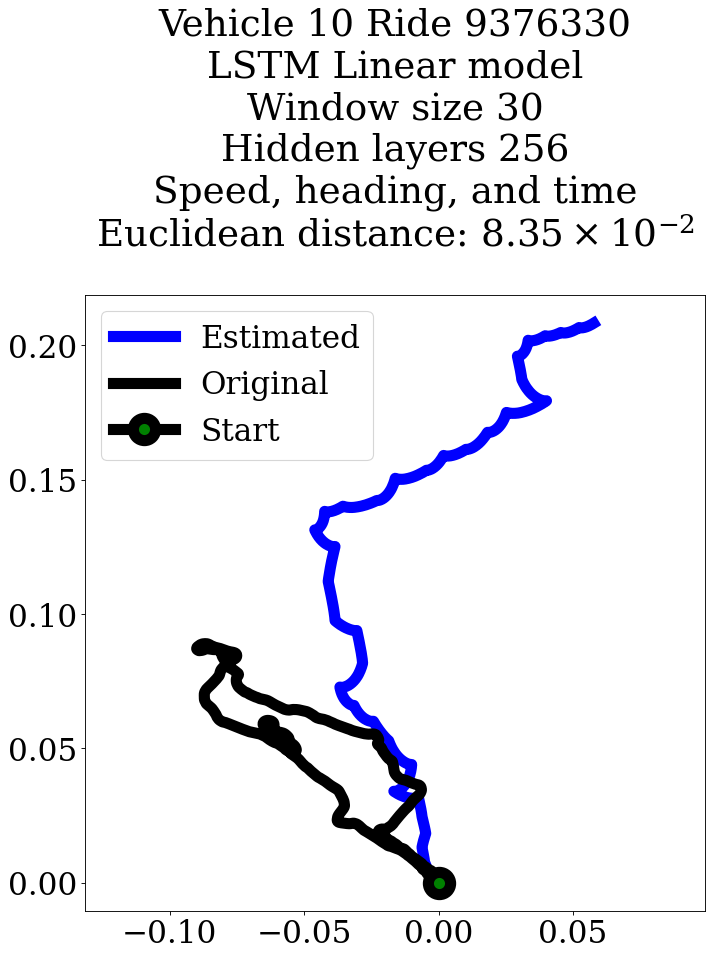 Vehicle 10 Ride 9376330
LSTM Linear model
Window size 30
Hidden layers 256
Speed, heading, and time
Euclidean distance: 8.35 × 10⁻²
Estimated
Original
Start
0.20
0.15
0.10
0.05
0.00
−0.10 −0.05 0.00 0.05